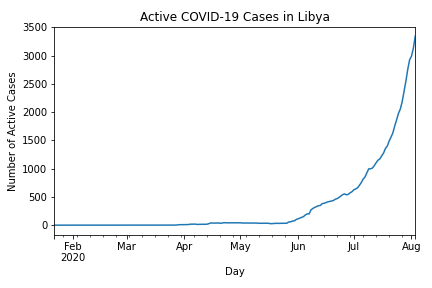 Active COVID-19 Cases in Libya
3500
3000
2500
2000
1500
1000
500
0
Number of Active Cases
Feb Mar Apr May Jun Jul Aug
2020
Day